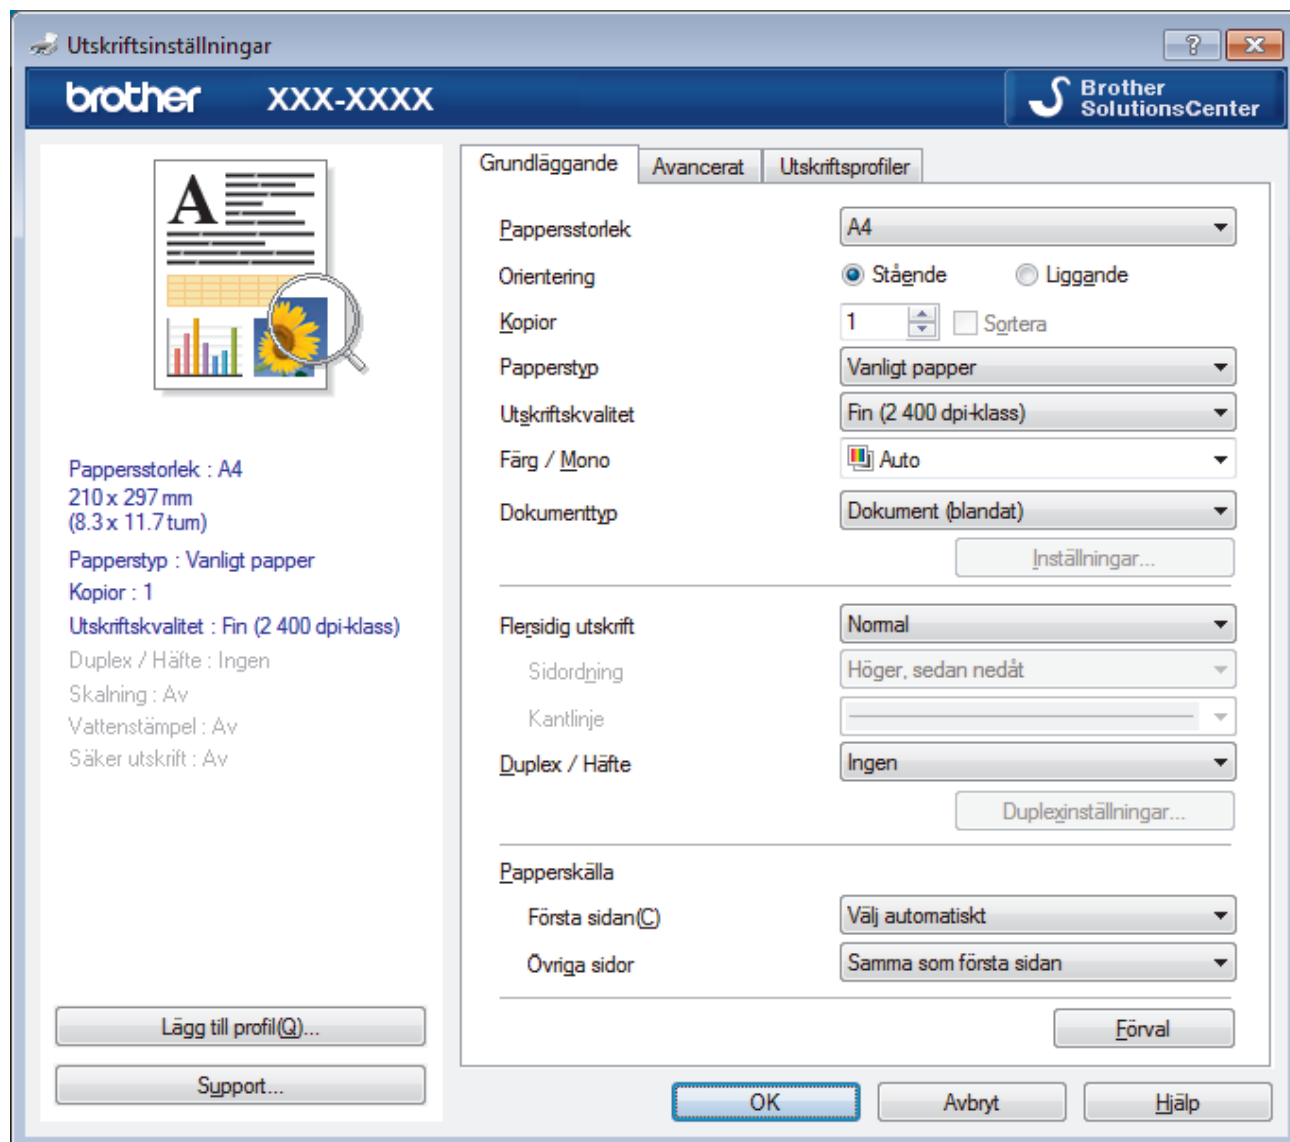 Utskriftsinställningar
brother XXX-XXXX
Brother
SolutionsCenter
A
Pappersstorlek : A4
210 x 297 mm
(8.3 x 11.7 tum)
Papperstyp : Vanligt papper
Kopior : 1
Utskriftskvalitet : Fin (2 400 dpi-klass)
Duplex / Häfte : Ingen
Skalning : Av
Vattenstämpel : Av
Säker utskrift : Av
Lägg till profil(Q)...
Support...
Grundläggande Avancerat Utskriftsprofiler
Pappersstorlek A4
Orientering Stående Liggande
Kopior 1 Sortera
Papperstyp Vanligt papper
Utskriftskvalitet Fin (2 400 dpi-klass)
Färg / Mono Auto
Dokumenttyp Dokument (blandat)
Inställningar...
Flersidig utskrift Normal
Sidordning Höger, sedan nedåt
Kantlinje
Duplex / Häfte Ingen
Duplexinställningar...
Papperskälla
Första sidan(C) Välj automatiskt
Övriga sidor Samma som första sidan
Förval
OK Avbryt Hjälp